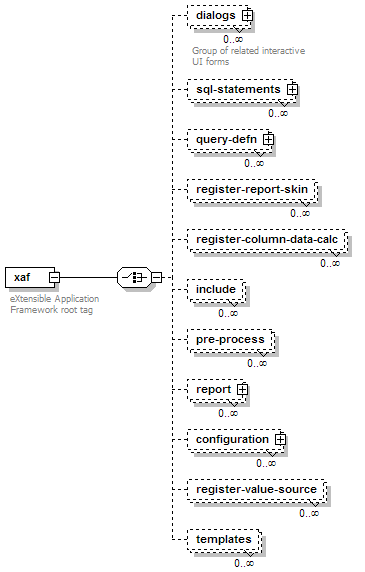 dialogs
0..∞
Group of related interactive
UI forms
sql-statements
0..∞
query-defn
0..∞
register-report-skin
0..∞
register-column-data-calc
0..∞
xaf
eXtensible Application
Framework root tag
include
0..∞
pre-process
0..∞
report
0..∞
configuration
0..∞
register-value-source
0..∞
templates
0..∞